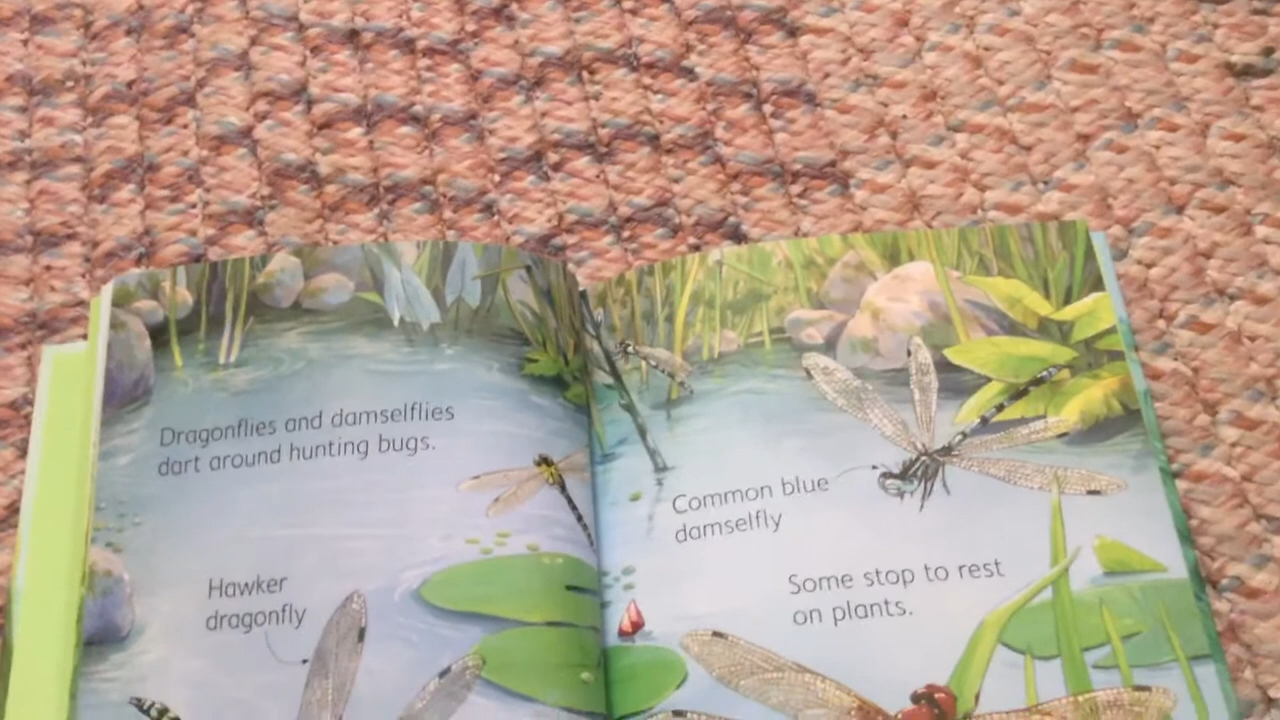 Dragonflies and damselflies
dart around hunting bugs.
Hawker
dragonfly
Common blue
damselfly
Some stop to rest
on plants.